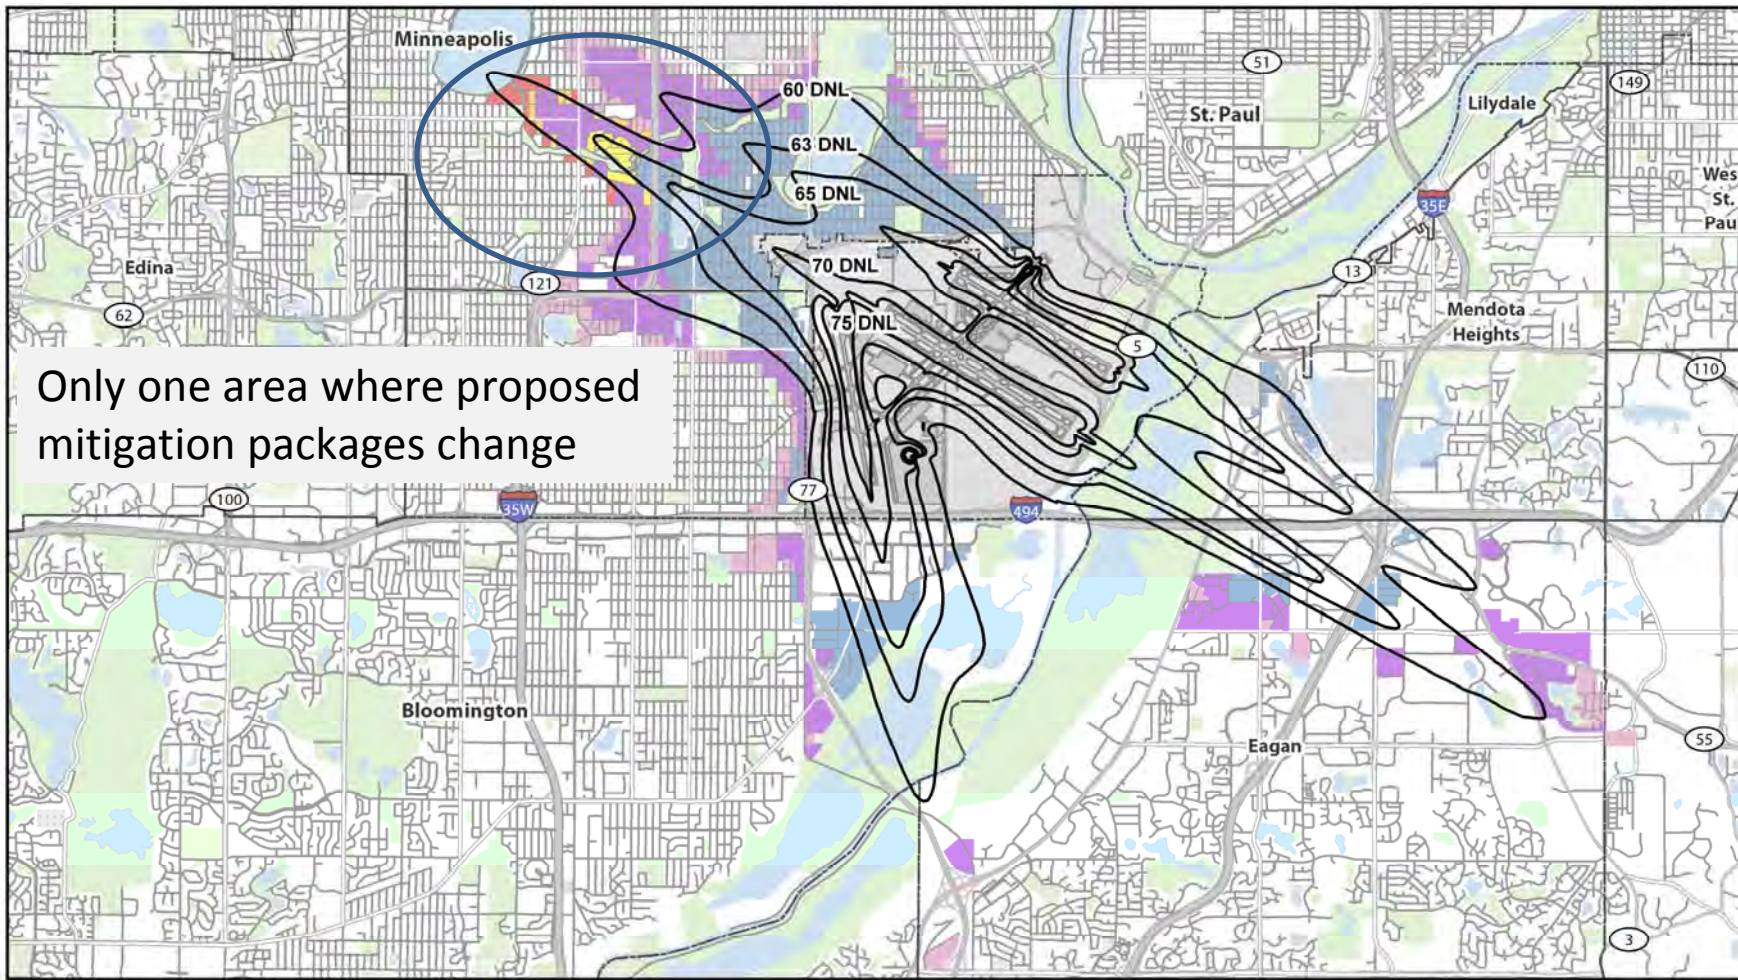 Minneapolis
51
149
60 DNL
Lilydale
St. Paul
63 DNL
Wes
St.
Pau
65 DNL
35E
Edina
70 DNL
13
121
62
75 DNL
Mendota
Heights
5
Only one area where proposed
mitigation packages change
110
100
77
35W
494
Bloomington
Eagan
55
3